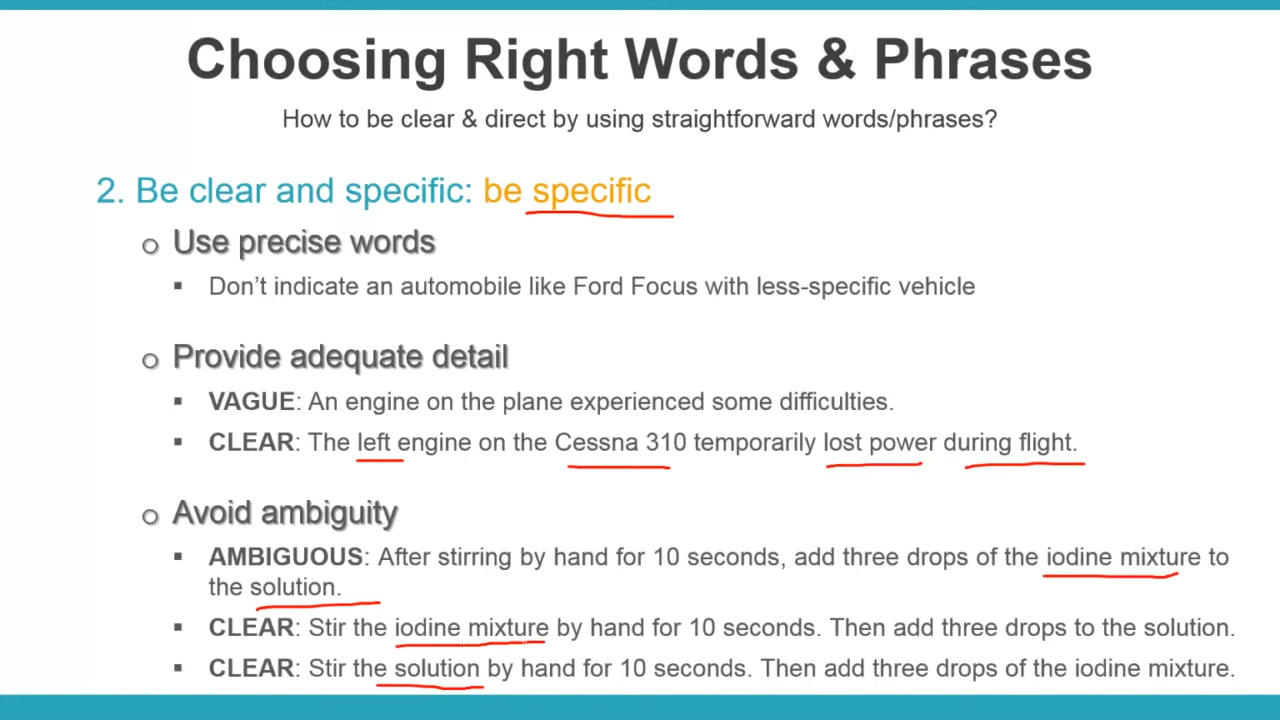 Choosing Right Words & Phrases
How to be clear & direct by using straightforward words/phrases?
2. Be clear and specific: be specific
o Use precise words
▪ Don’t indicate an automobile like Ford Focus with less-specific vehicle
o Provide adequate detail
▪ VAGUE: An engine on the plane experienced some difficulties.
▪ CLEAR: The left engine on the Cessna 310 temporarily lost power during flight.
o Avoid ambiguity
▪ AMBIGUOUS: After stirring by hand for 10 seconds, add three drops of the iodine mixture to
the solution.
▪ CLEAR: Stir the iodine mixture by hand for 10 seconds. Then add three drops to the solution.
▪ CLEAR: Stir the solution by hand for 10 seconds. Then add three drops of the iodine mixture.